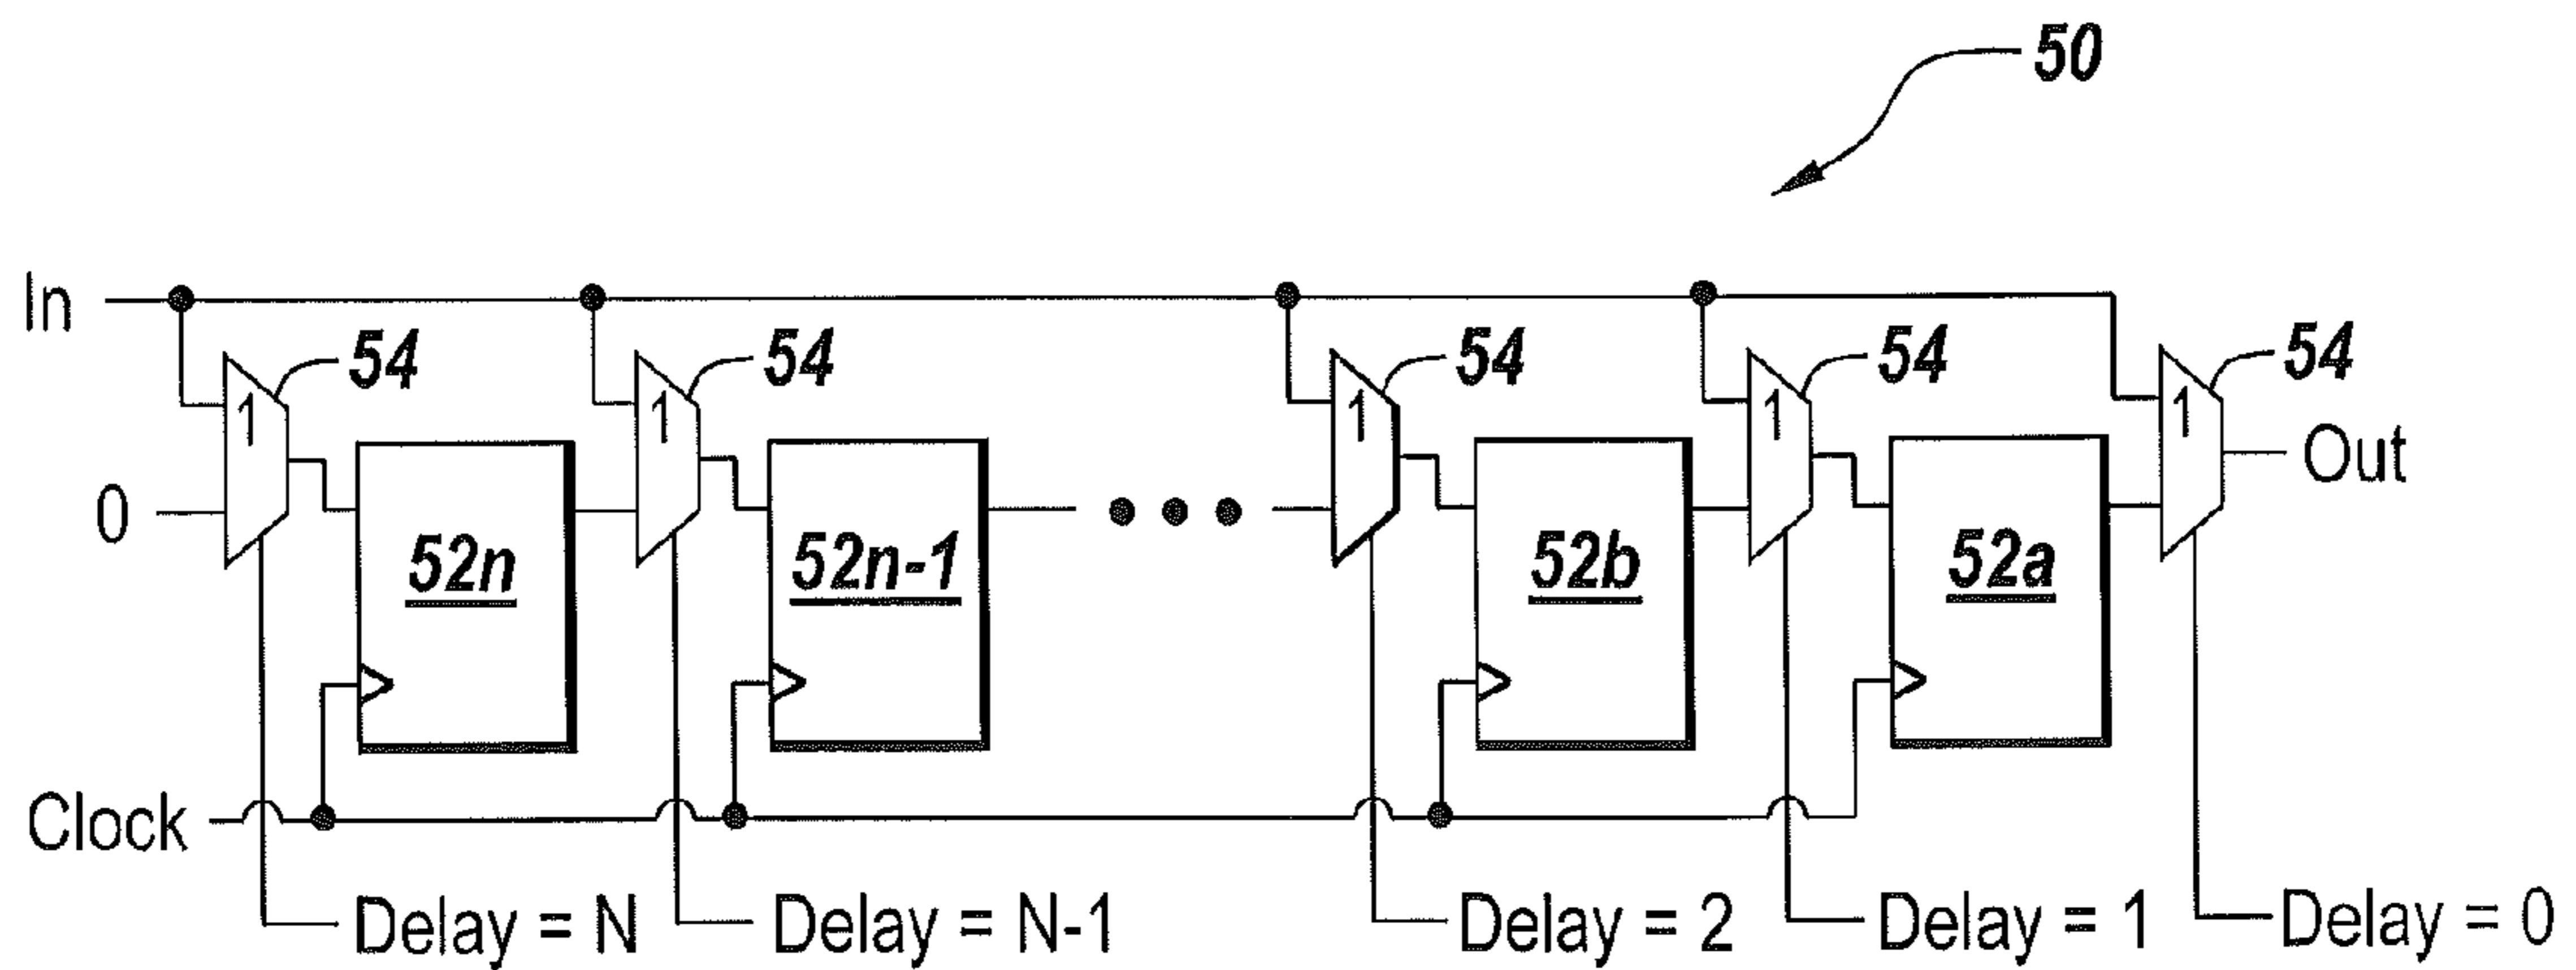 50
In
54 54 54 54 54
1 1 1 1 1
Out
0
52n 52n-1 52b 52a
Clock
Delay = N Delay = N-1 Delay = 2 Delay = 1 Delay = 0